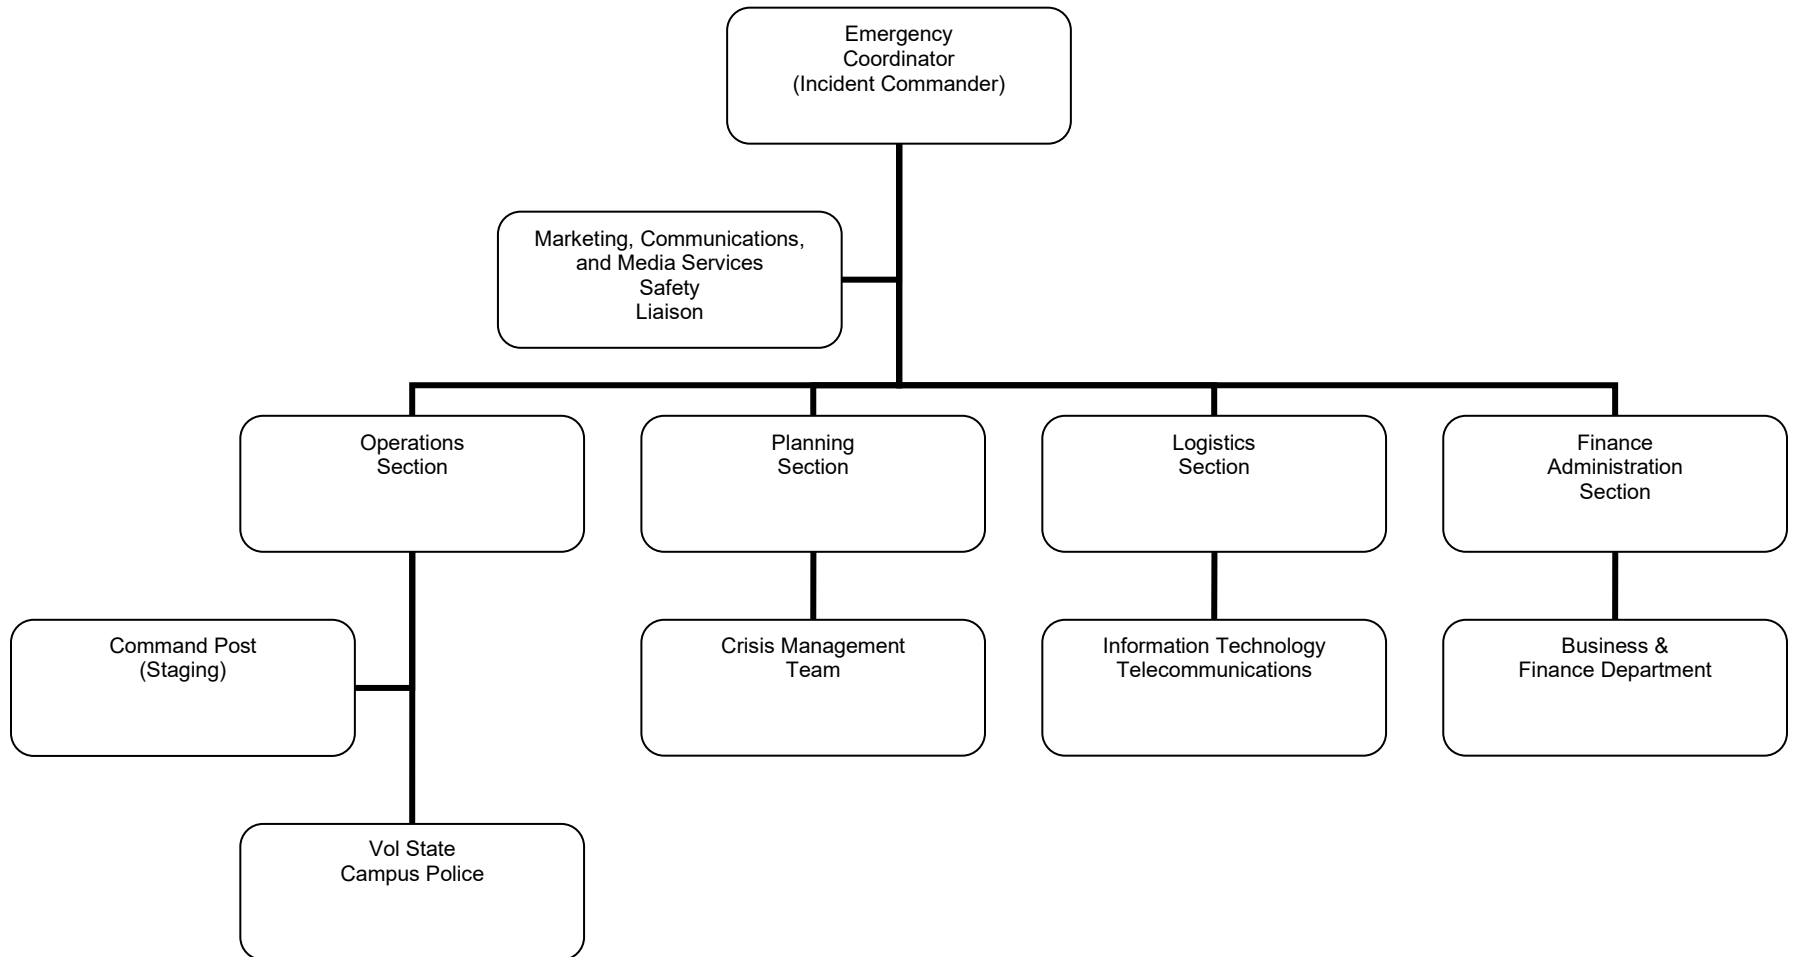 Emergency
Coordinator
(Incident Commander)
Marketing, Communications,
and Media Services
Safety
Liaison
Operations
Section
Planning
Section
Logistics
Section
Finance
Administration
Section
Command Post
(Staging)
Crisis Management
Team
Information Technology
Telecommunications
Business &
Finance Department
Vol State
Campus Police